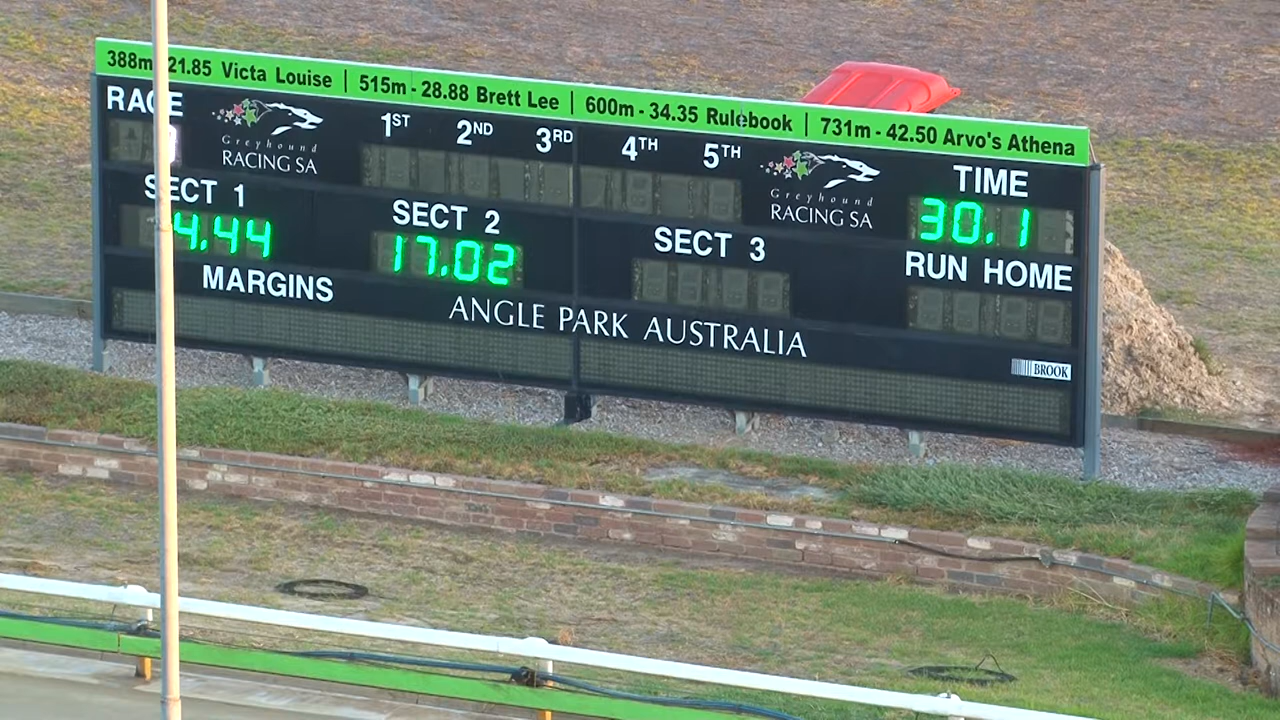 388m 21.85 Victa Louise | 515m - 28.88 Brett Lee | 600m - 34.35 Rulebook | 731m - 42.50 Arvo's Athena
RACE
Greyhound
RACING SA
1ST 2ND 3RD 4TH 5TH
Greyhound
RACING SA
TIME
30.1
SECT 1
4.44
SECT 2
17.02
SECT 3
RUN HOME
MARGINS
ANGLE PARK AUSTRALIA
BROOK